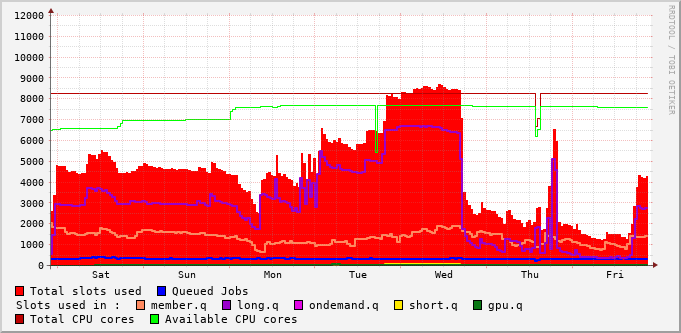 RRDTOOL / TOBI OETIKER
12000
11000
10000
9000
8000
7000
6000
5000
4000
3000
2000
1000
0
Sat Sun Mon Tue Wed Thu Fri
Total slots used Queued Jobs
Slots used in : member.q long.q ondemand.q short.q gpu.q
Total CPU cores Available CPU cores